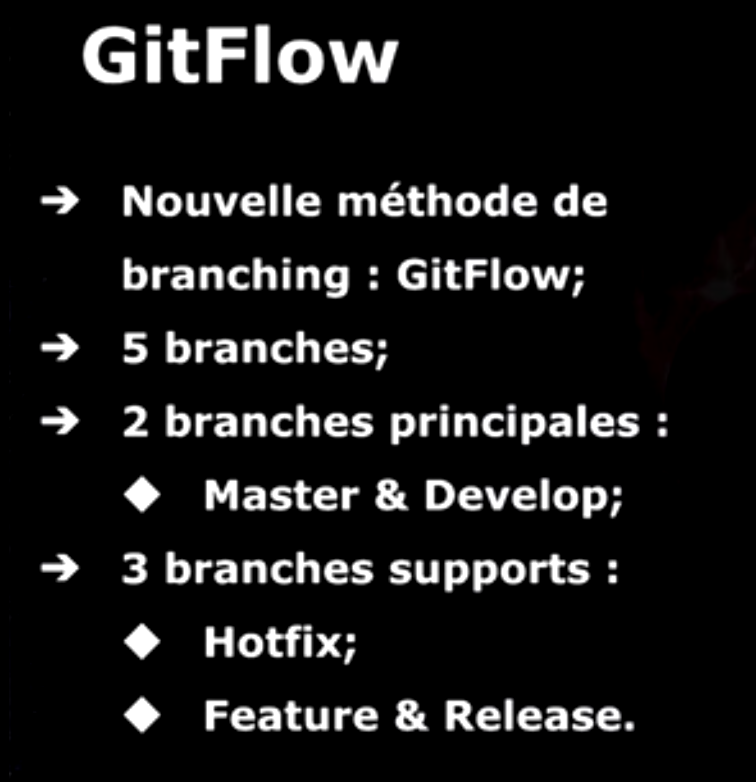 GitFlow
➔ Nouvelle méthode de
branching : GitFlow;
➔ 5 branches;
➔ 2 branches principales :
◆ Master & Develop;
➔ 3 branches supports :
◆ Hotfix;
◆ Feature & Release.